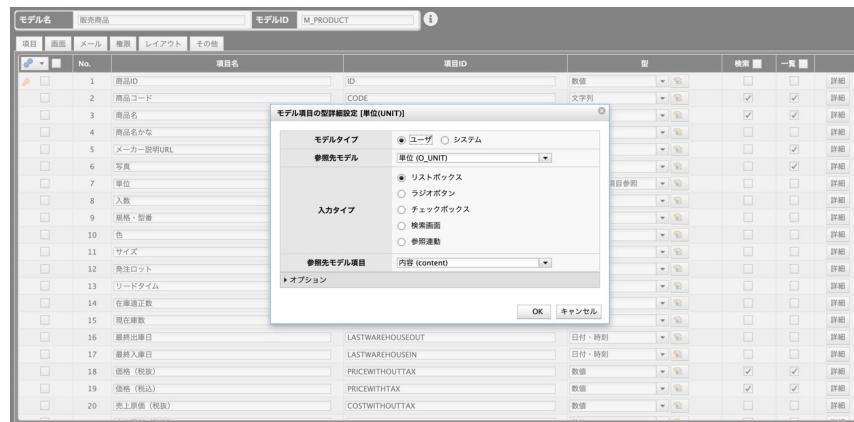 モデル名 販売商品 モデルID M_PRODUCT i
項目 画面 メール 権限 レイアウト その他
No. 項目名 項目ID 型 検索 一覧
1 商品ID ID 数値 詳細
2 商品コード CODE 文字列 詳細
3 商品名 詳細
4 商品名かな 詳細
5 メーカー説明URL 詳細
6 写真 詳細
7 単位 項目参照 詳細
8 入数 詳細
9 規格・型番 詳細
10 色 詳細
11 サイズ 詳細
12 発注ロット 詳細
13 リードタイム 詳細
14 在庫適正数 詳細
15 現在庫数 詳細
16 最終出庫日 LASTWAREHOUSEOUT 日付・時刻 詳細
17 最終入庫日 LASTWAREHOUSEIN 日付・時刻 詳細
18 価格（税抜） PRICEWITHOUTTAX 数値 詳細
19 価格（税込） PRICEWITHTAX 数値 詳細
20 売上原価（税抜） COSTWITHOUTTAX 数値 詳細
モデル項目の型詳細設定 [単位(UNIT)]
モデルタイプ ユーザ システム
参照先モデル 単位 (O_UNIT)
入力タイプ
リストボックス
ラジオボタン
チェックボックス
検索画面
参照連動
参照先モデル項目 内容 (content)
オプション
OK キャンセル